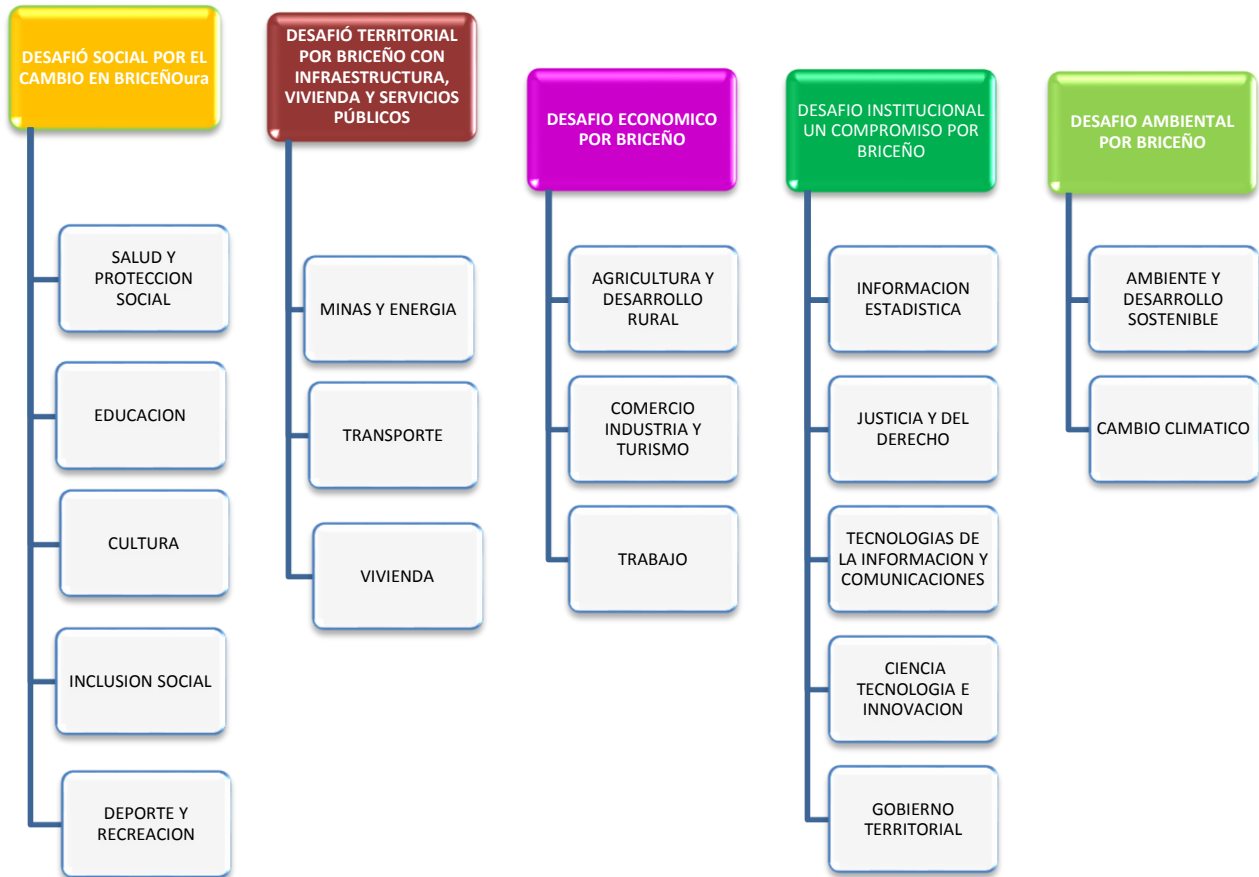 DESAFIÓ SOCIAL POR EL
CAMBIO EN BRICEÑOura
SALUD Y
PROTECCION
SOCIAL
EDUCACION
CULTURA
INCLUSION SOCIAL
DEPORTE Y
RECREACION
DESAFIÓ TERRITORIAL
POR BRICEÑO CON
INFRAESTRUCTURA,
VIVIENDA Y SERVICIOS
PÚBLICOS
MINAS Y ENERGIA
TRANSPORTE
VIVIENDA
DESAFIO ECONOMICO
POR BRICEÑO
AGRICULTURA Y
DESARROLLO
RURAL
COMERCIO
INDUSTRIA Y
TURISMO
TRABAJO
DESAFIO INSTITUCIONAL
UN COMPROMISO POR
BRICEÑO
INFORMACION
ESTADISTICA
JUSTICIA Y DEL
DERECHO
TECNOLOGIAS DE
LA INFORMACION Y
COMUNICACIONES
CIENCIA
TECNOLOGIA E
INNOVACION
GOBIERNO
TERRITORIAL
DESAFIO AMBIENTAL
POR BRICEÑO
AMBIENTE Y
DESARROLLO
SOSTENIBLE
CAMBIO CLIMATICO